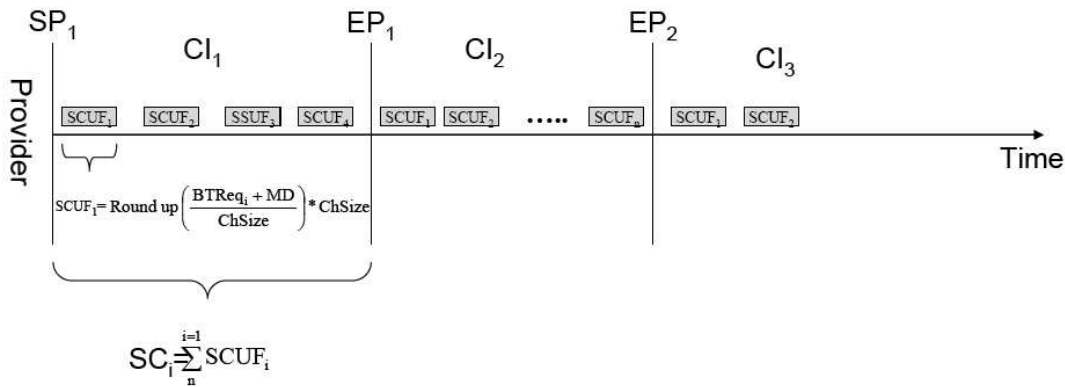 SP₁ EP₁ EP₂
CI₁ CI₂ CI₃
Provider
SCUF₁ SCUF₂ SSUF₃ SCUF₄ SCUF₁ SCUF₂ ..... SCUFₙ SCUF₁ SCUF₂
Time
SCUF₁= Round up (BTReqᵢ + MD / ChSize) * ChSize
i=1
SCᵢ=∑ SCUFᵢ
n